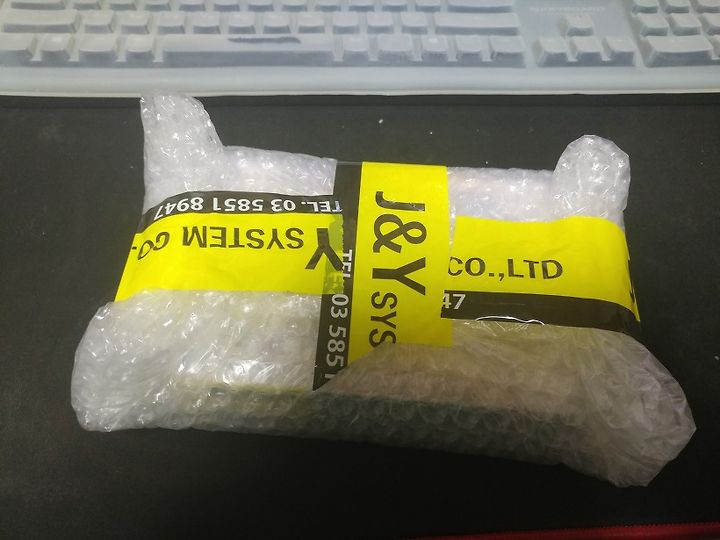 TEL. 03 5851 8947
Y SYSTEM CO.
J&Y SYS
TEL. 03 585
CO.,LTD
47